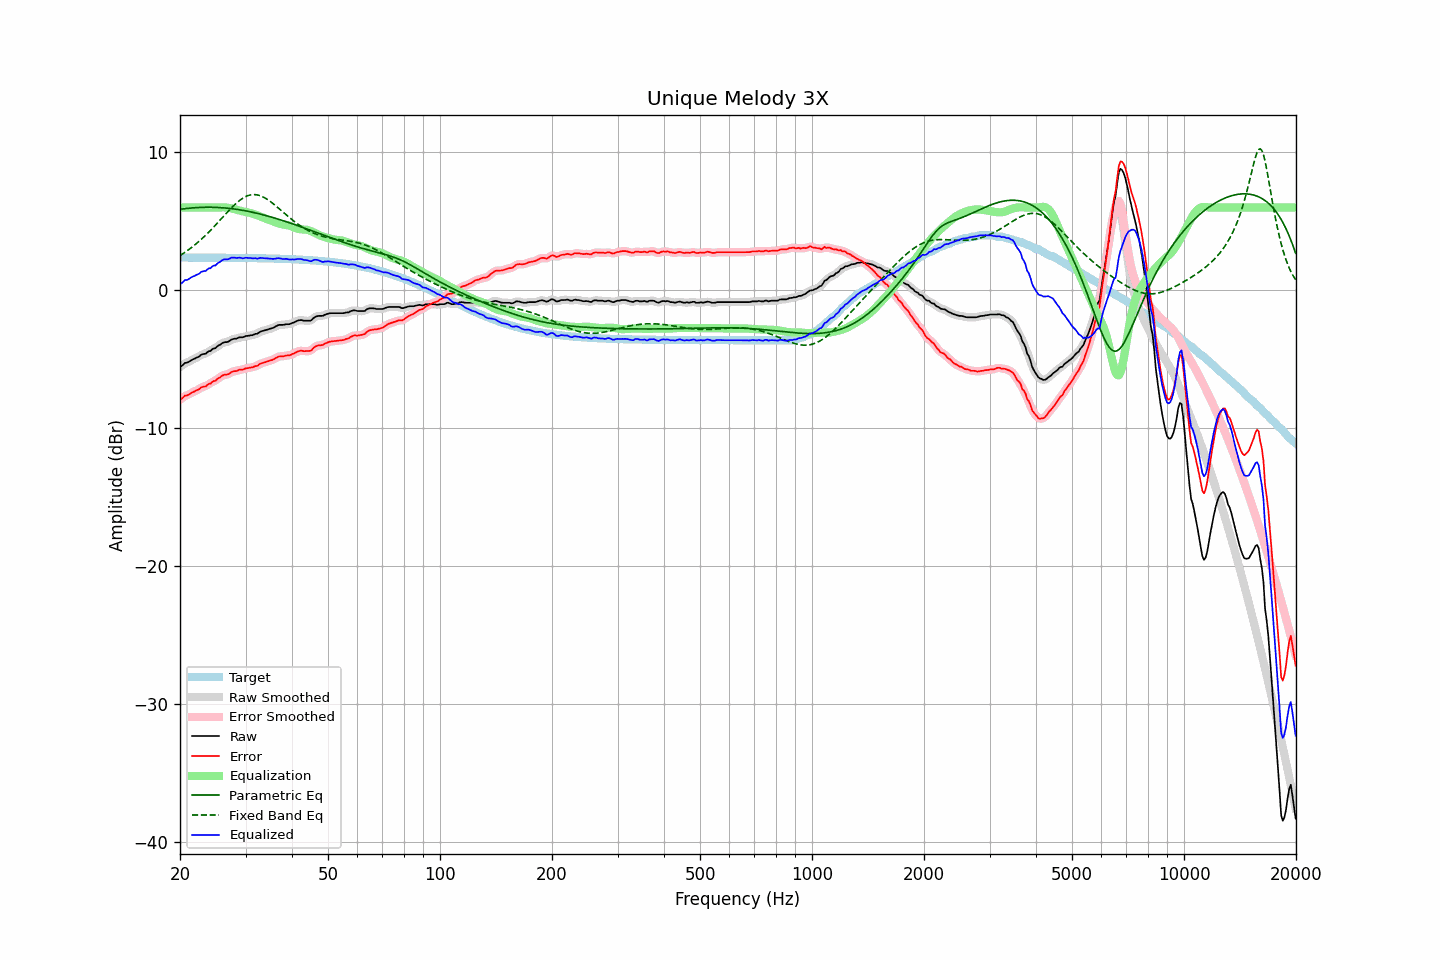 Unique Melody 3X
10
0
−10
−20
−30
−40
Amplitude (dBr)
Target
Raw Smoothed
Error Smoothed
Raw
Error
Equalization
Parametric Eq
Fixed Band Eq
Equalized
20 50 100 200 500 1000 2000 5000 10000 20000
Frequency (Hz)